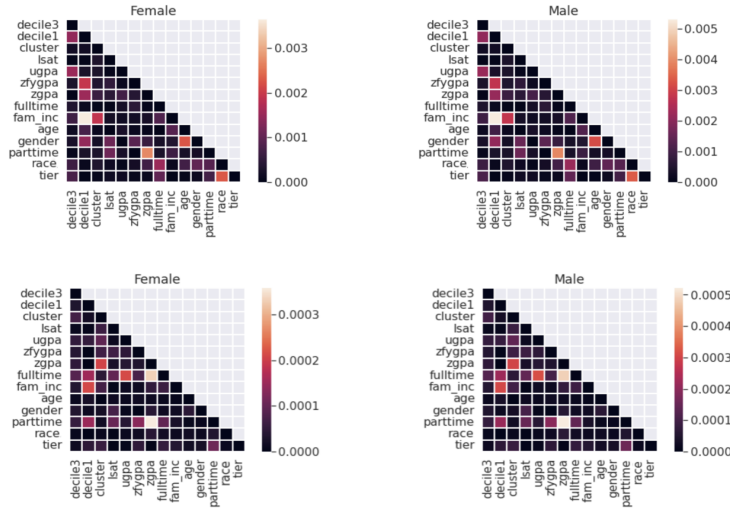 Female
decile3
decile1
cluster
lsat
ugpa
zfygpa
zgpa
fulltime
fam_inc
age
gender
parttime
race
tier
decile3
decile1
cluster
lsat
ugpa
zfygpa
zgpa
fulltime
fam_inc
age
gender
parttime
race
tier
0.003
0.002
0.001
0.000
Male
decile3
decile1
cluster
lsat
ugpa
zfygpa
zgpa
fulltime
fam_inc
age
gender
parttime
race
tier
decile3
decile1
cluster
lsat
ugpa
zfygpa
zgpa
fulltime
fam_inc
age
gender
parttime
race
tier
0.005
0.004
0.003
0.002
0.001
0.000
Female
decile3
decile1
cluster
lsat
ugpa
zfygpa
zgpa
fulltime
fam_inc
age
gender
parttime
race
tier
decile3
decile1
cluster
lsat
ugpa
zfygpa
zgpa
fulltime
fam_inc
age
gender
parttime
race
tier
0.0003
0.0002
0.0001
0.0000
Male
decile3
decile1
cluster
lsat
ugpa
zfygpa
zgpa
fulltime
fam_inc
age
gender
parttime
race
tier
decile3
decile1
cluster
lsat
ugpa
zfygpa
zgpa
fulltime
fam_inc
age
gender
parttime
race
tier
0.0005
0.0004
0.0003
0.0002
0.0001
0.0000